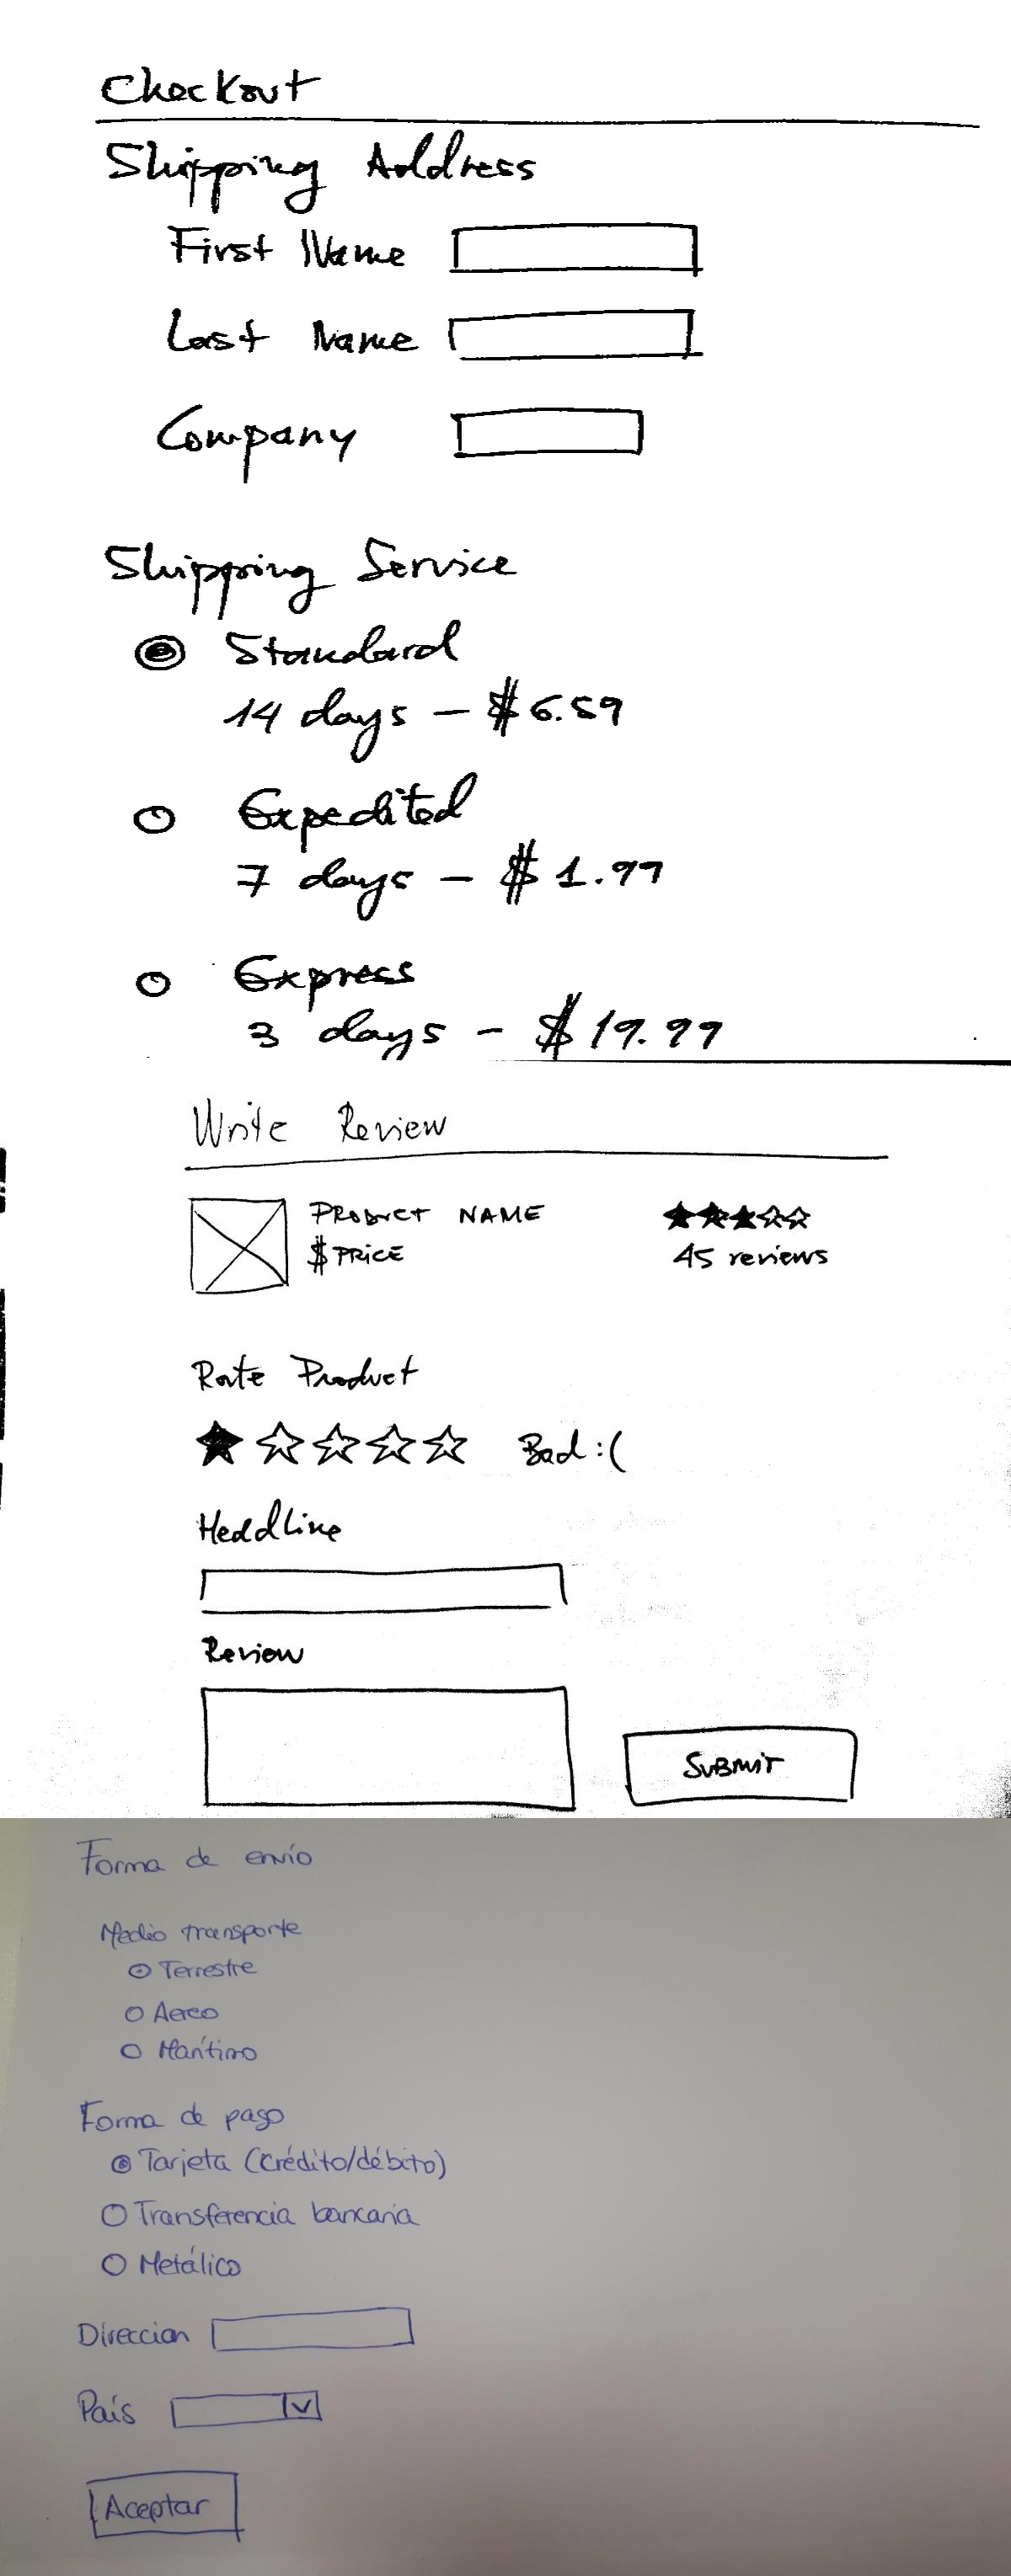 Checkout
Shipping Address
First Name
Last Name
Company
Shipping Service
Standard
14 days – $6.59
Expedited
7 days – $1.99
Express
3 days – $19.99
Write Review
PRODUCT NAME
$PRICE
45 reviews
Rate Product
Bad :(
Headline
Review
SUBMIT
Forma de envío
Medio transporte
Terrestre
Aereo
Marítimo
Forma de pago
Tarjeta (crédito/débito)
Transferencia bancaria
Metálico
Direccion
País
Aceptar